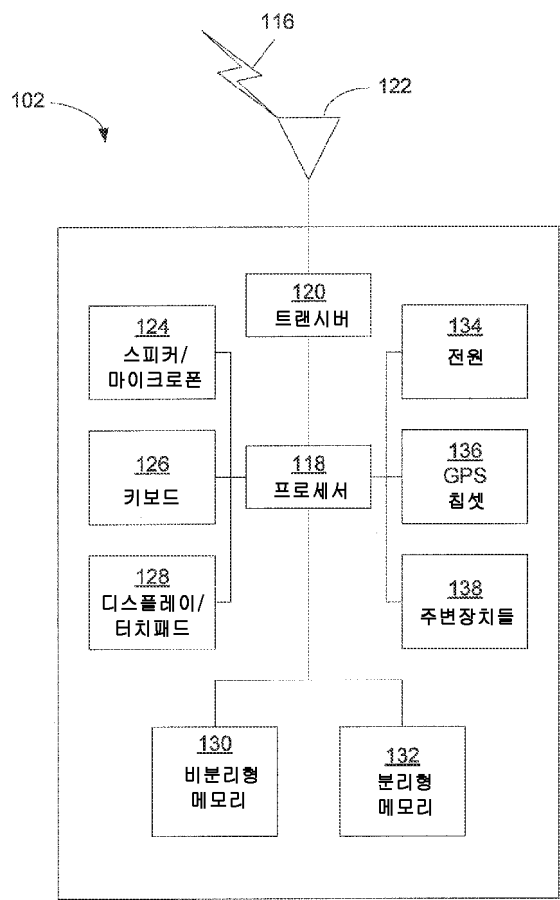 116
122
102
120
트랜시버
124
스피커/
마이크로폰
134
전원
126
키보드
118
프로세서
136
GPS
칩셋
128
디스플레이/
터치패드
138
주변장치들
130
비분리형
메모리
132
분리형
메모리